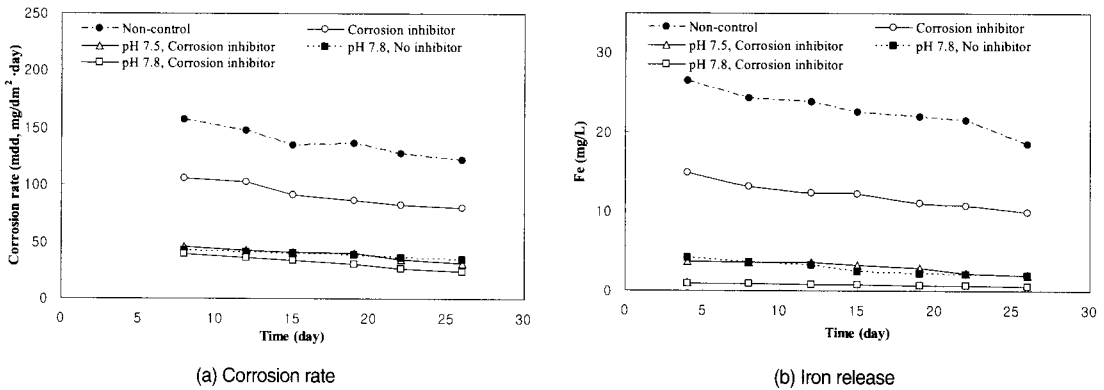 Non-control
Corrosion inhibitor
pH 7.5, Corrosion inhibitor
pH 7.8, No inhibitor
pH 7.8, Corrosion inhibitor
250
200
150
100
50
0
Corrosion rate (mdd, mg/dm²·day)
0 5 10 15 20 25 30
Time (day)
(a) Corrosion rate
Non-control
Corrosion inhibitor
pH 7.5, Corrosion inhibitor
pH 7.8, No inhibitor
pH 7.8, Corrosion inhibitor
30
20
10
0
Fe (mg/L)
0 5 10 15 20 25 30
Time (day)
(b) Iron release